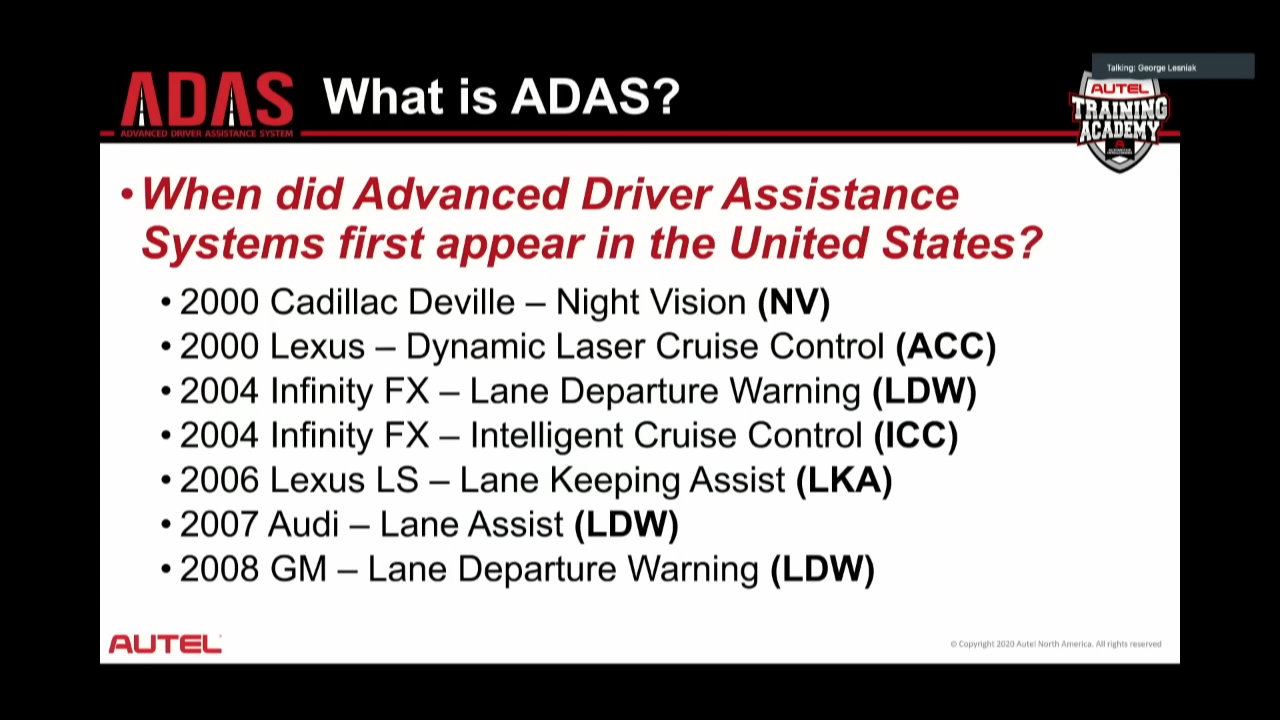 Talking: George Lesniak
ADAS What is ADAS?
ADVANCED DRIVER ASSISTANCE SYSTEM
AUTEL
TRAINING
ACADEMY
• When did Advanced Driver Assistance
Systems first appear in the United States?
• 2000 Cadillac Deville – Night Vision (NV)
• 2000 Lexus – Dynamic Laser Cruise Control (ACC)
• 2004 Infinity FX – Lane Departure Warning (LDW)
• 2004 Infinity FX – Intelligent Cruise Control (ICC)
• 2006 Lexus LS – Lane Keeping Assist (LKA)
• 2007 Audi – Lane Assist (LDW)
• 2008 GM – Lane Departure Warning (LDW)
AUTEL
© Copyright 2020 Autel North America. All rights reserved